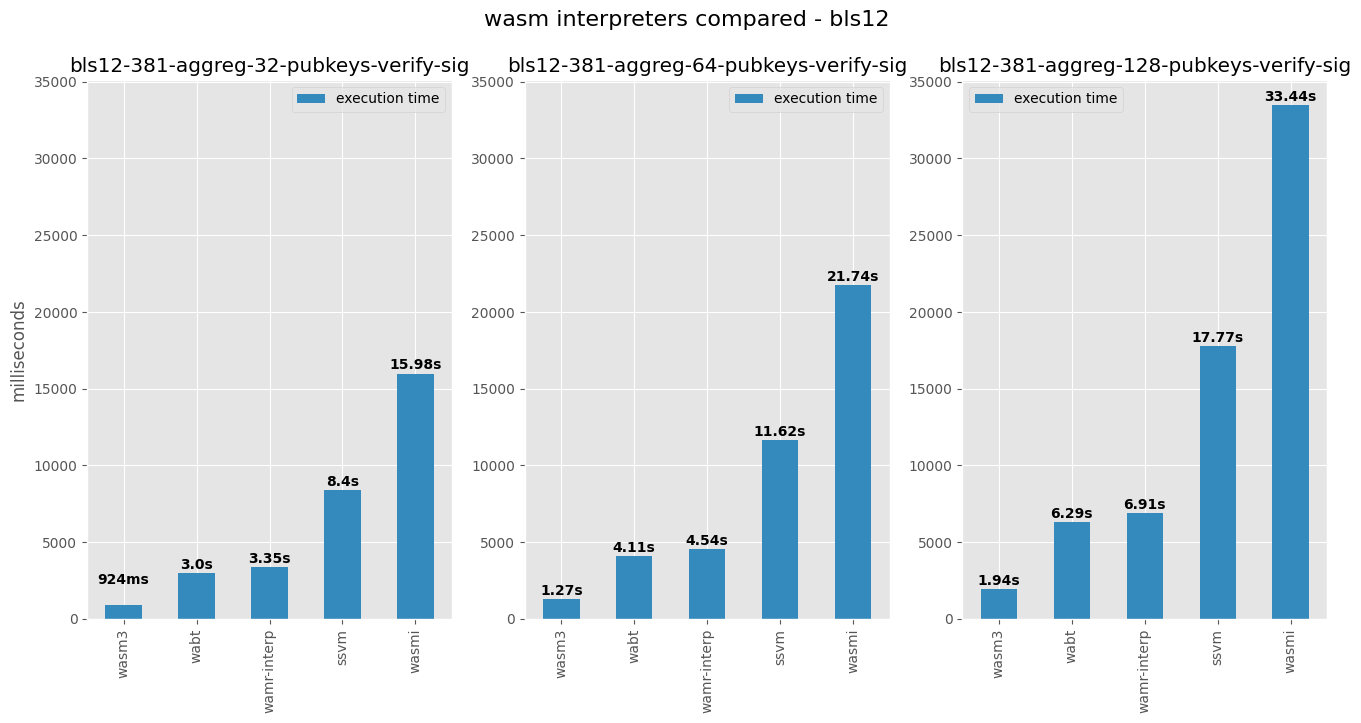 wasm interpreters compared - bls12
bls12-381-aggreg-32-pubkeys-verify-sig
execution time
milliseconds
35000
30000
25000
20000
15000
10000
5000
0
924ms
3.0s
3.35s
8.4s
15.98s
wasm3
wabt
wamr-interp
ssvm
wasmi
bls12-381-aggreg-64-pubkeys-verify-sig
execution time
35000
30000
25000
20000
15000
10000
5000
0
1.27s
4.11s
4.54s
11.62s
21.74s
wasm3
wabt
wamr-interp
ssvm
wasmi
bls12-381-aggreg-128-pubkeys-verify-sig
execution time
35000
30000
25000
20000
15000
10000
5000
0
1.94s
6.29s
6.91s
17.77s
33.44s
wasm3
wabt
wamr-interp
ssvm
wasmi